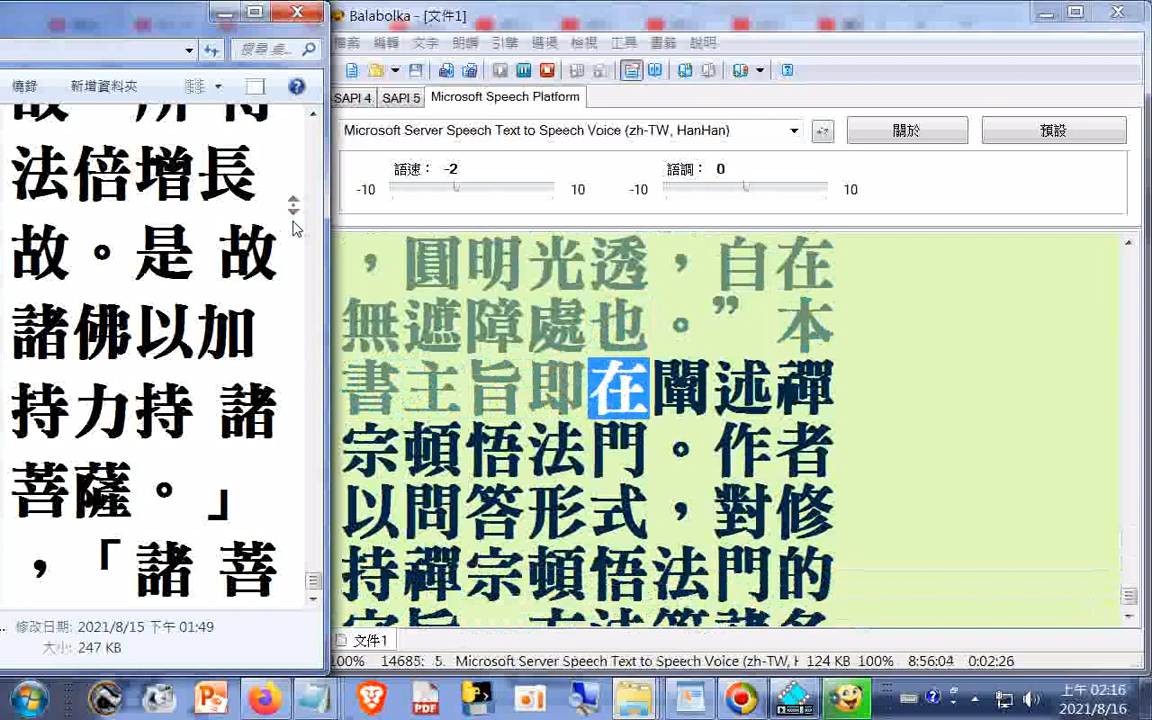 Balabolka - [文件1]
檔案 編輯 文字 朗讀 引擎 選項 檢視 工具 書籤 說明
搜尋 桌...
燒錄 新增資料夾
SAPI 4 SAPI 5 Microsoft Speech Platform
Microsoft Server Speech Text to Speech Voice (zh-TW, HanHan)
關於 預設
語速： -2
-10 10
語調： 0
-10 10
故 所得
法倍增長
故。是 故
諸佛以加
持力持 諸
菩薩。」
，「諸 菩
修改日期: 2021/8/15 下午 01:49
大小: 247 KB
，圓明光透，自在
無遮障處也。” 本
書主旨即在闡述禪
宗頓悟法門。作者
以問答形式，對修
持禪宗頓悟法門的
文件1
100% 14685: 5. Microsoft Server Speech Text to Speech Voice (zh-TW, H 124 KB 100% 8:56:04 0:02:26
PDF
上午 02:16
2021/8/16